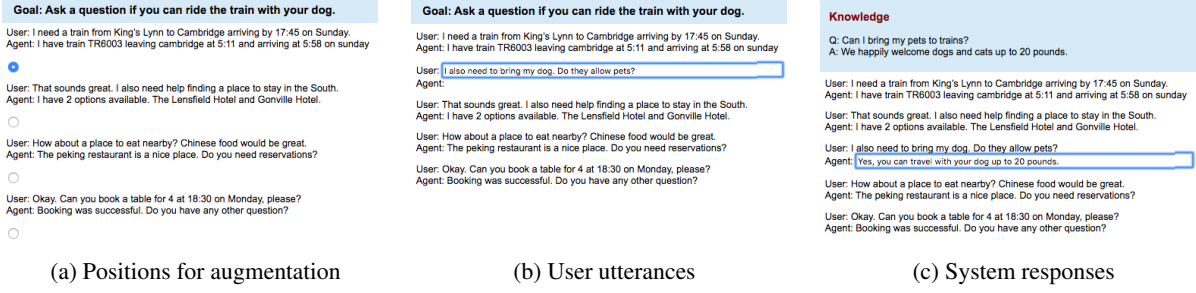 Goal: Ask a question if you can ride the train with your dog.
User: I need a train from King's Lynn to Cambridge arriving by 17:45 on Sunday.
Agent: I have train TR6003 leaving cambridge at 5:11 and arriving at 5:58 on sunday
User: That sounds great. I also need help finding a place to stay in the South.
Agent: I have 2 options available. The Lensfield Hotel and Gonville Hotel.
User: How about a place to eat nearby? Chinese food would be great.
Agent: The peking restaurant is a nice place. Do you need reservations?
User: Okay. Can you book a table for 4 at 18:30 on Monday, please?
Agent: Booking was successful. Do you have any other question?
(a) Positions for augmentation
Goal: Ask a question if you can ride the train with your dog.
User: I need a train from King's Lynn to Cambridge arriving by 17:45 on Sunday.
Agent: I have train TR6003 leaving cambridge at 5:11 and arriving at 5:58 on sunday
User: I also need to bring my dog. Do they allow pets?
Agent:
User: That sounds great. I also need help finding a place to stay in the South.
Agent: I have 2 options available. The Lensfield Hotel and Gonville Hotel.
User: How about a place to eat nearby? Chinese food would be great.
Agent: The peking restaurant is a nice place. Do you need reservations?
User: Okay. Can you book a table for 4 at 18:30 on Monday, please?
Agent: Booking was successful. Do you have any other question?
(b) User utterances
Knowledge
Q: Can I bring my pets to trains?
A: We happily welcome dogs and cats up to 20 pounds.
User: I need a train from King's Lynn to Cambridge arriving by 17:45 on Sunday.
Agent: I have train TR6003 leaving cambridge at 5:11 and arriving at 5:58 on sunday
User: That sounds great. I also need help finding a place to stay in the South.
Agent: I have 2 options available. The Lensfield Hotel and Gonville Hotel.
User: I also need to bring my dog. Do they allow pets?
Agent: Yes, you can travel with your dog up to 20 pounds.
User: How about a place to eat nearby? Chinese food would be great.
Agent: The peking restaurant is a nice place. Do you need reservations?
User: Okay. Can you book a table for 4 at 18:30 on Monday, please?
Agent: Booking was successful. Do you have any other question?
(c) System responses